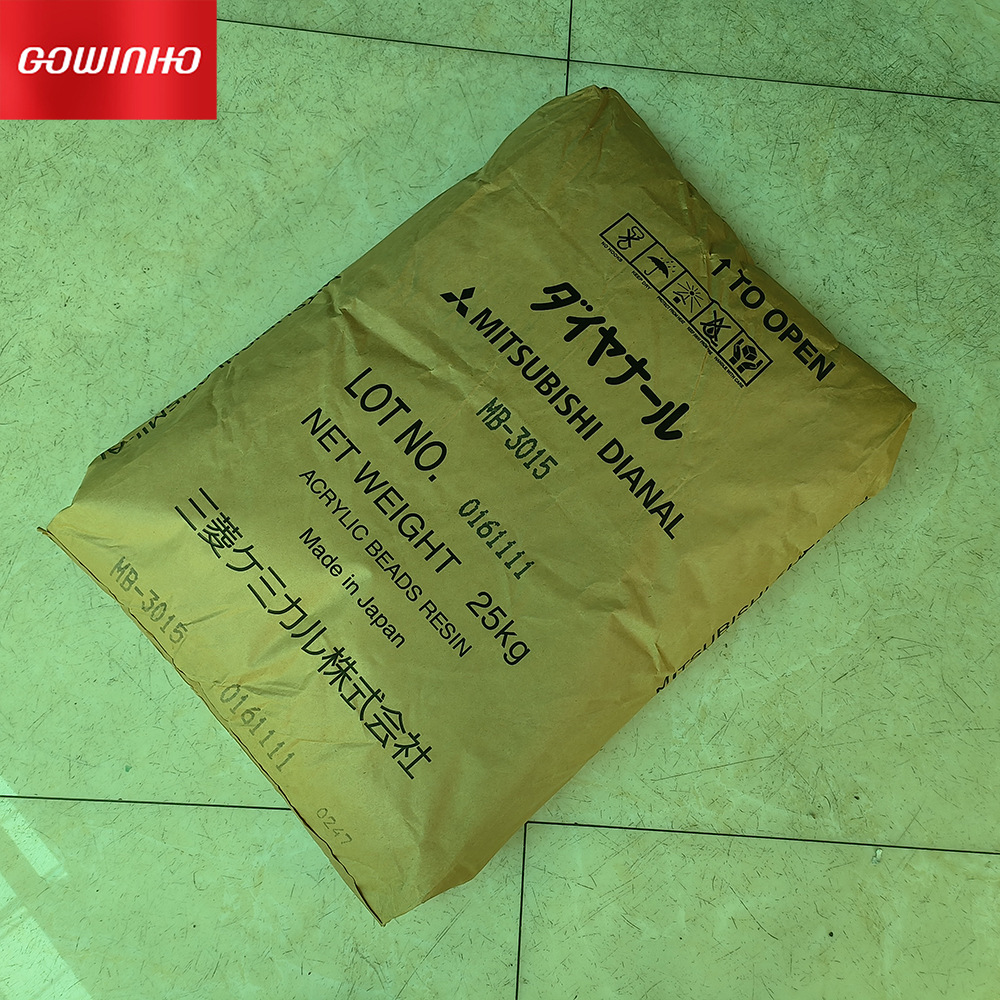 GOWINHO
↑TO OPEN
ダイヤナール
MITSUBISHI DIANAL
MB-3015
LOT NO. 0161111
NET WEIGHT 25kg
ACRYLIC BEADS RESIN
Made in Japan
三菱ケミカル株式会社
MB-3015
0161111
0247